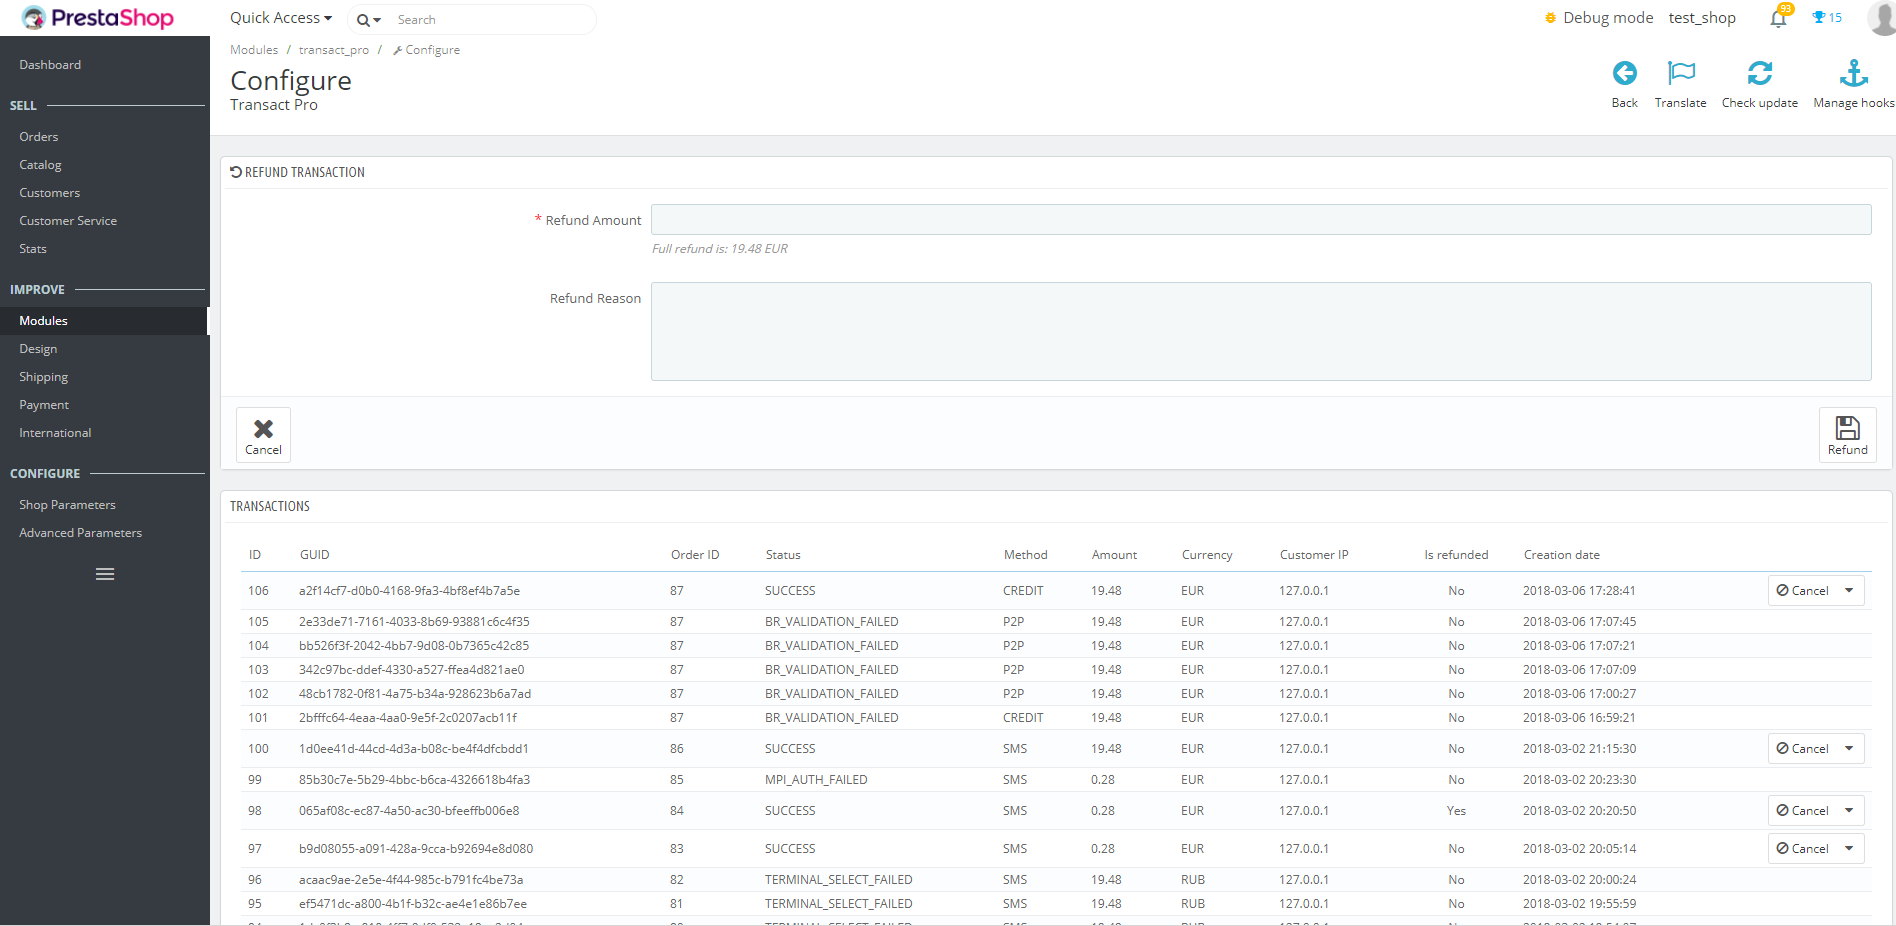 PrestaShop
Quick Access
Search
Debug mode
test_shop
93
15
Dashboard
SELL
Orders
Catalog
Customers
Customer Service
Stats
IMPROVE
Modules
Design
Shipping
Payment
International
CONFIGURE
Shop Parameters
Advanced Parameters
Modules / transact_pro / Configure
Configure
Transact Pro
Back Translate Check update Manage hooks
REFUND TRANSACTION
* Refund Amount
Full refund is: 19.48 EUR
Refund Reason
Cancel
Refund
TRANSACTIONS
ID GUID Order ID Status Method Amount Currency Customer IP Is refunded Creation date
106 a2f14cf7-d0b0-4168-9fa3-4bf8ef4b7a5e 87 SUCCESS CREDIT 19.48 EUR 127.0.0.1 No 2018-03-06 17:28:41 Cancel
105 2e33de71-7161-4033-8b69-93881c6c4f35 87 BR_VALIDATION_FAILED P2P 19.48 EUR 127.0.0.1 No 2018-03-06 17:07:45
104 bb526f3f-2042-4bb7-9d08-0b7365c42c85 87 BR_VALIDATION_FAILED P2P 19.48 EUR 127.0.0.1 No 2018-03-06 17:07:21
103 342c97bc-ddef-4330-a527-ffea4d821ae0 87 BR_VALIDATION_FAILED P2P 19.48 EUR 127.0.0.1 No 2018-03-06 17:07:09
102 48cb1782-0f81-4a75-b34a-928623b6a7ad 87 BR_VALIDATION_FAILED P2P 19.48 EUR 127.0.0.1 No 2018-03-06 17:00:27
101 2bfffc64-4eaa-4aa0-9e5f-2c0207acb11f 87 BR_VALIDATION_FAILED CREDIT 19.48 EUR 127.0.0.1 No 2018-03-06 16:59:21
100 1d0ee41d-44cd-4d3a-b08c-be4f4dfcbdd1 86 SUCCESS SMS 19.48 EUR 127.0.0.1 No 2018-03-02 21:15:30 Cancel
99 85b30c7e-5b29-4bbc-b6ca-4326618b4fa3 85 MPI_AUTH_FAILED SMS 0.28 EUR 127.0.0.1 No 2018-03-02 20:23:30
98 065af08c-ec87-4a50-ac30-bfeeffb006e8 84 SUCCESS SMS 0.28 EUR 127.0.0.1 Yes 2018-03-02 20:20:50 Cancel
97 b9d08055-a091-428a-9cca-b92694e8d080 83 SUCCESS SMS 0.28 EUR 127.0.0.1 No 2018-03-02 20:05:14 Cancel
96 acaac9ae-2e5e-4f44-985c-b791fc4be73a 82 TERMINAL_SELECT_FAILED SMS 19.48 RUB 127.0.0.1 No 2018-03-02 20:00:24
95 ef5471dc-a800-4b1f-b32c-ae4e1e86b7ee 81 TERMINAL_SELECT_FAILED SMS 19.48 RUB 127.0.0.1 No 2018-03-02 19:55:59